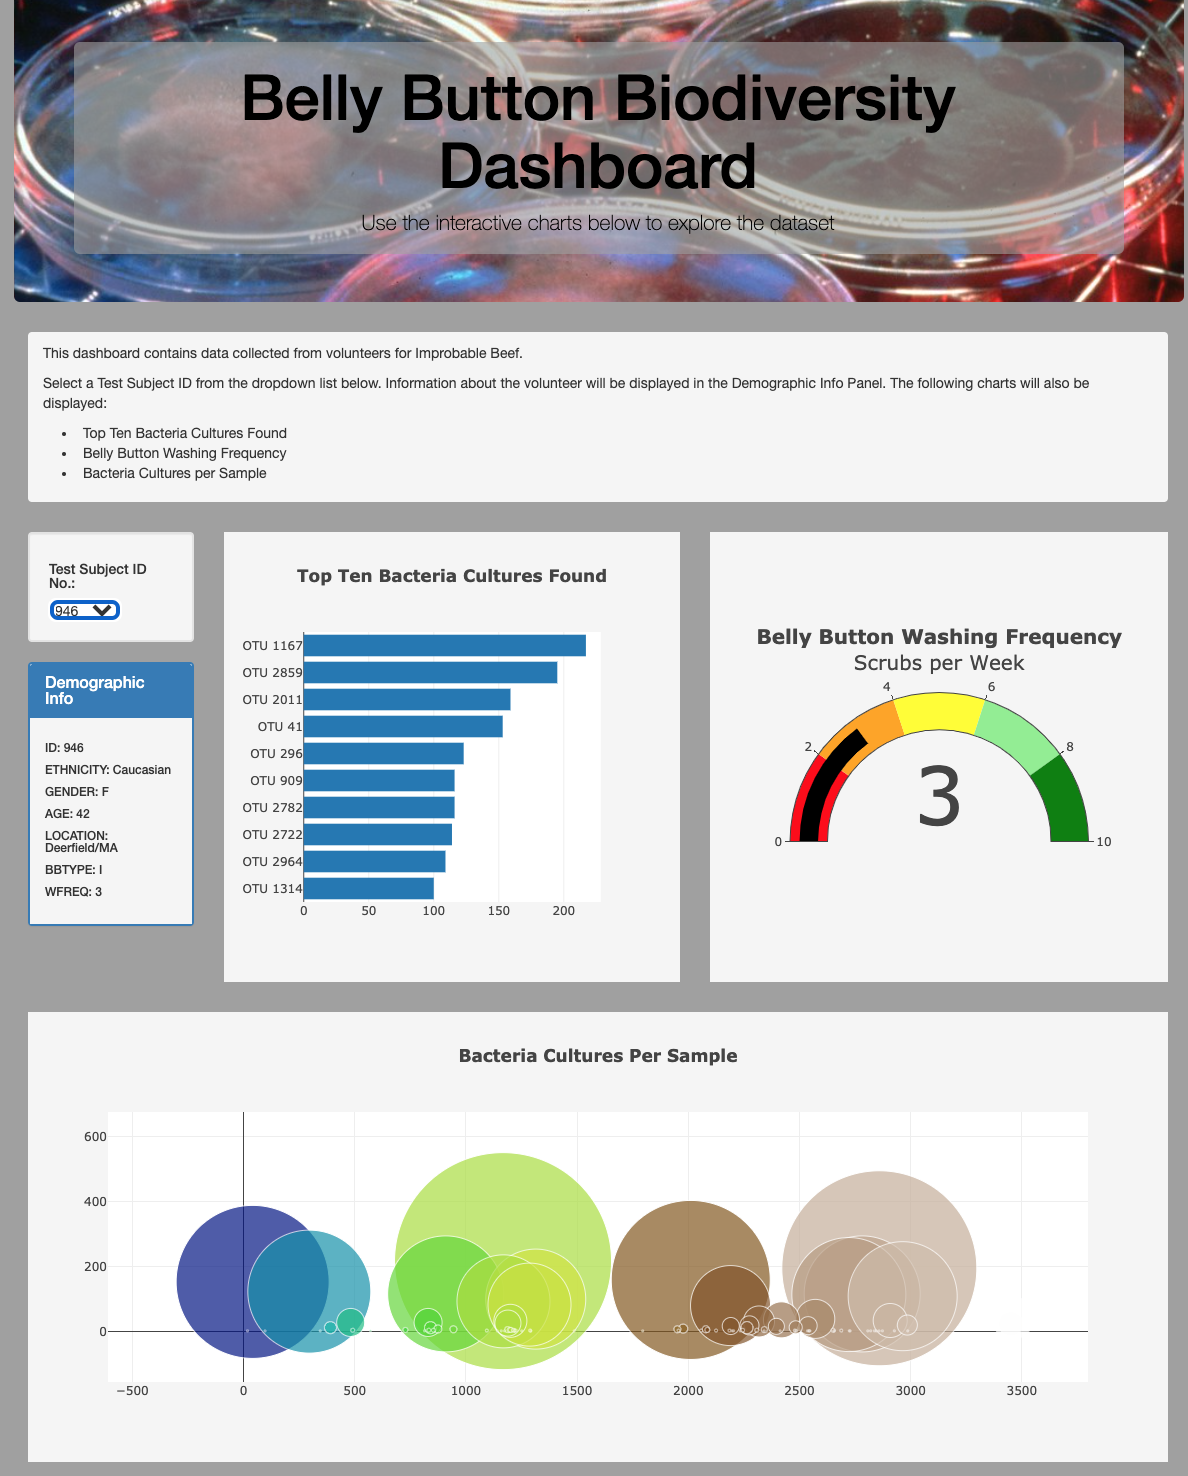 Belly Button Biodiversity
Dashboard
Use the interactive charts below to explore the dataset
This dashboard contains data collected from volunteers for Improbable Beef.
Select a Test Subject ID from the dropdown list below. Information about the volunteer will be displayed in the Demographic Info Panel. The following charts will also be
displayed:
• Top Ten Bacteria Cultures Found
• Belly Button Washing Frequency
• Bacteria Cultures per Sample
Test Subject ID
No.:
946
Demographic
Info
ID: 946
ETHNICITY: Caucasian
GENDER: F
AGE: 42
LOCATION:
Deerfield/MA
BBTYPE: I
WFREQ: 3
Top Ten Bacteria Cultures Found
OTU 1167
OTU 2859
OTU 2011
OTU 41
OTU 296
OTU 909
OTU 2782
OTU 2722
OTU 2964
OTU 1314
0 50 100 150 200
Belly Button Washing Frequency
Scrubs per Week
4 6
2 8
3
0 10
Bacteria Cultures Per Sample
600
400
200
0
−500 0 500 1000 1500 2000 2500 3000 3500